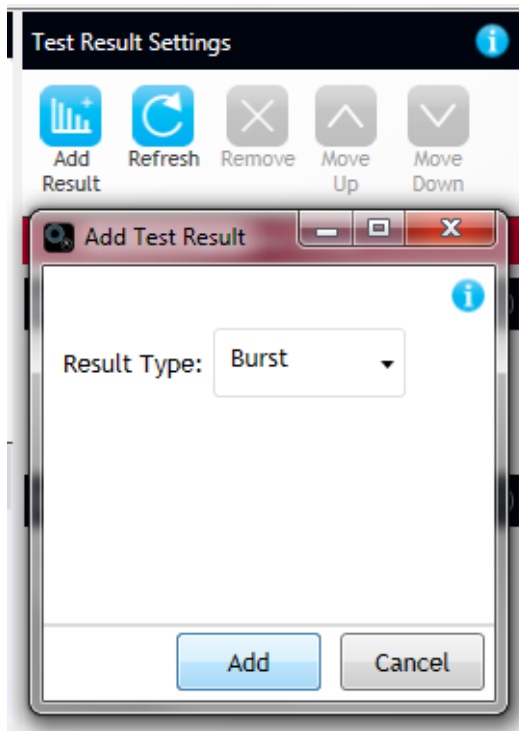 Test Result Settings
Add Result
Refresh
Remove
Move Up
Move Down
Add Test Result
Result Type: Burst
Add Cancel